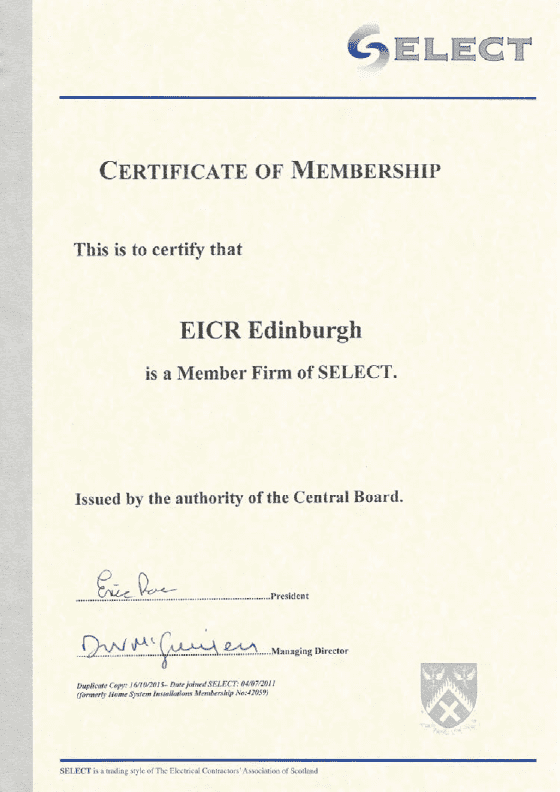 SELECT
CERTIFICATE OF MEMBERSHIP
This is to certify that
EICR Edinburgh
is a Member Firm of SELECT.
Issued by the authority of the Central Board.
President
Managing Director
Duplicate Copy: 16/10/2015- Date joined SELECT: 04/07/2011
(formerly Home System Installations Membership No:42059)
SELECT is a trading style of The Electrical Contractors' Association of Scotland